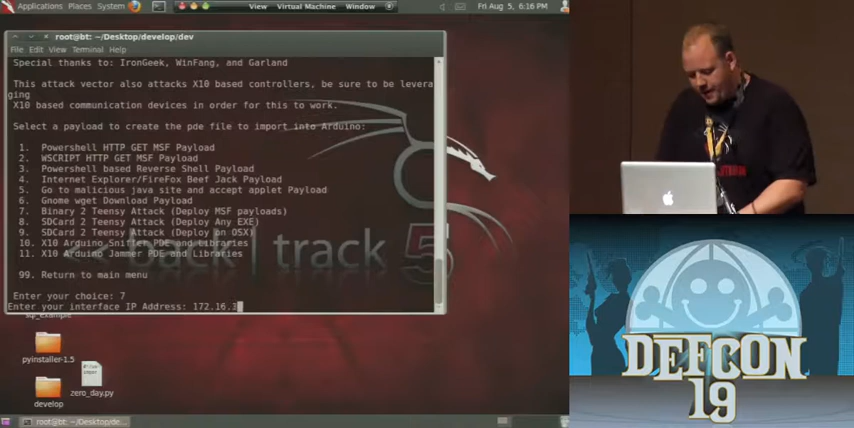 Applications Places System
View Virtual Machine Window
Fri Aug 5, 6:16 PM
root@bt: ~/Desktop/develop/dev
File Edit View Terminal Help
Special thanks to: IronGeek, WinFang, and Garland
This attack vector also attacks X10 based controllers, be sure to be levera
ging
X10 based communication devices in order for this to work.
Select a payload to create the pde file to import into Arduino:
1. Powershell HTTP GET MSF Payload
2. WSCRIPT HTTP GET MSF Payload
3. Powershell based Reverse Shell Payload
4. Internet Explorer/FireFox Beef Jack Payload
5. Go to malicious java site and accept applet Payload
6. Gnome wget Download Payload
7. Binary 2 Teensy Attack (Deploy MSF payloads)
8. SDCard 2 Teensy Attack (Deploy Any EXE)
9. SDCard 2 Teensy Attack (Deploy on OSX)
10. X10 Arduino Sniffer PDE and Libraries
11. X10 Arduino Jammer PDE and Libraries
99. Return to main menu
Enter your choice: 7
Enter your interface IP Address: 172.16.3
<< back | track 5
pyinstaller-1.5
develop
zero_day.py
root@bt: ~/Desktop/de...
DEFCON
19